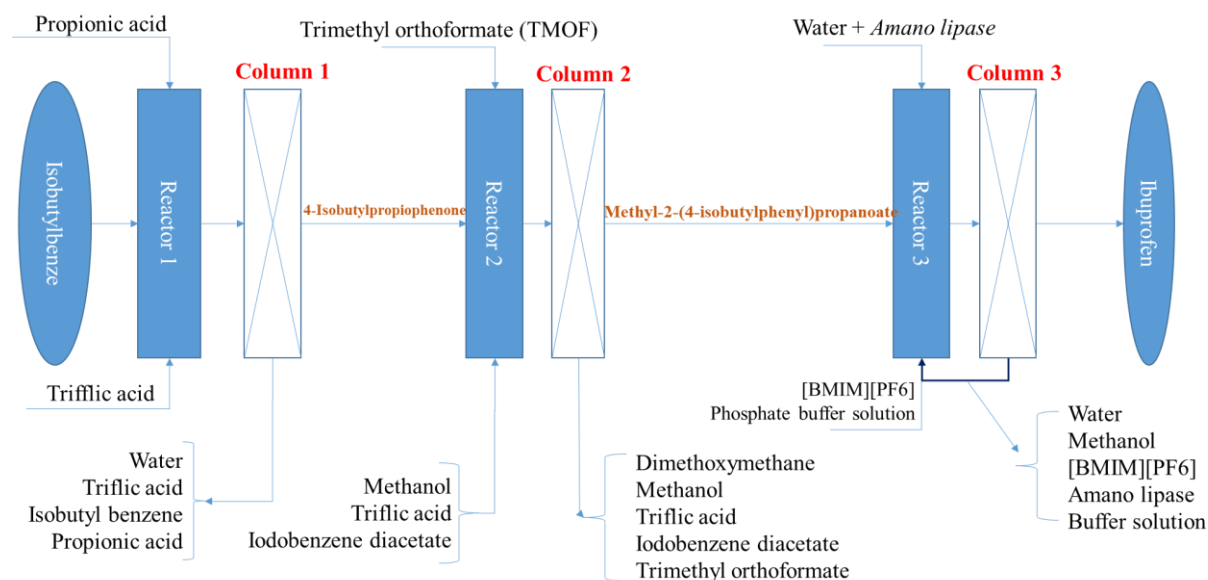 Propionic acid
Trimethyl orthoformate (TMOF)
Water + Amano lipase
Column 1
Column 2
Column 3
Isobutylbenze
Reactor 1
4-Isobutylpropiophenone
Reactor 2
Methyl-2-(4-isobutylphenyl)propanoate
Reactor 3
Ibuprofen
Trifflic acid
[BMIM][PF6]
Phosphate buffer solution
Water
Triflic acid
Isobutyl benzene
Propionic acid
Methanol
Triflic acid
Iodobenzene diacetate
Dimethoxymethane
Methanol
Triflic acid
Iodobenzene diacetate
Trimethyl orthoformate
Water
Methanol
[BMIM][PF6]
Amano lipase
Buffer solution